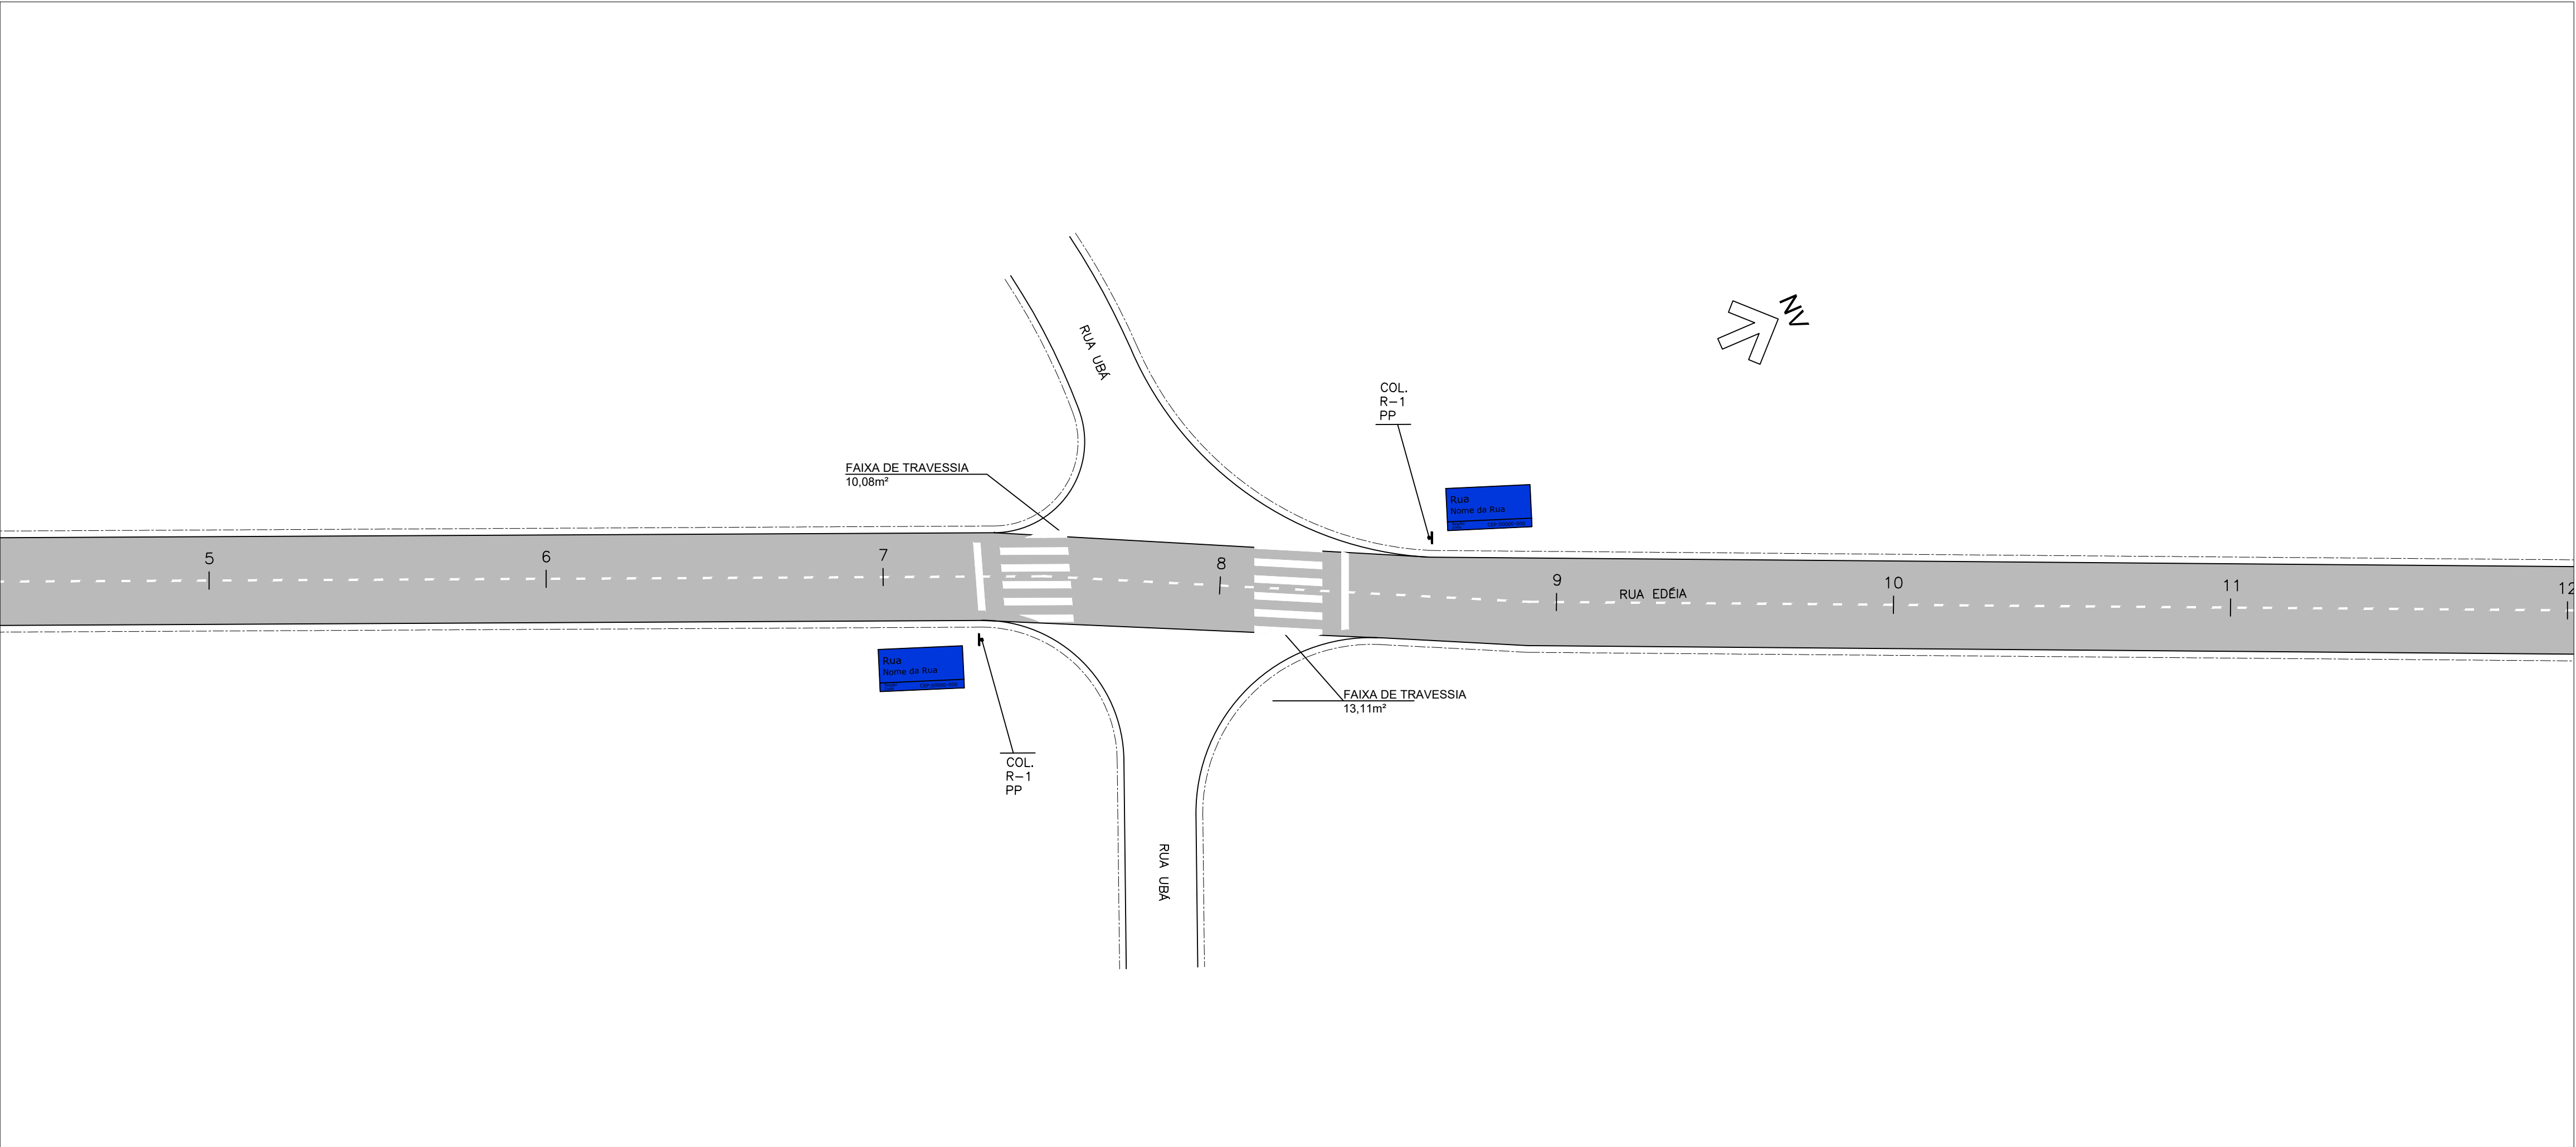 RUA UBÁ
NV
COL.
R-1
PP
FAIXA DE TRAVESSIA
10,08m²
Rua
Nome da Rua
5
6
7
8
9
RUA EDÉIA
10
11
12
Rua
Nome da Rua
FAIXA DE TRAVESSIA
13,11m²
COL.
R-1
PP
RUA UBÁ